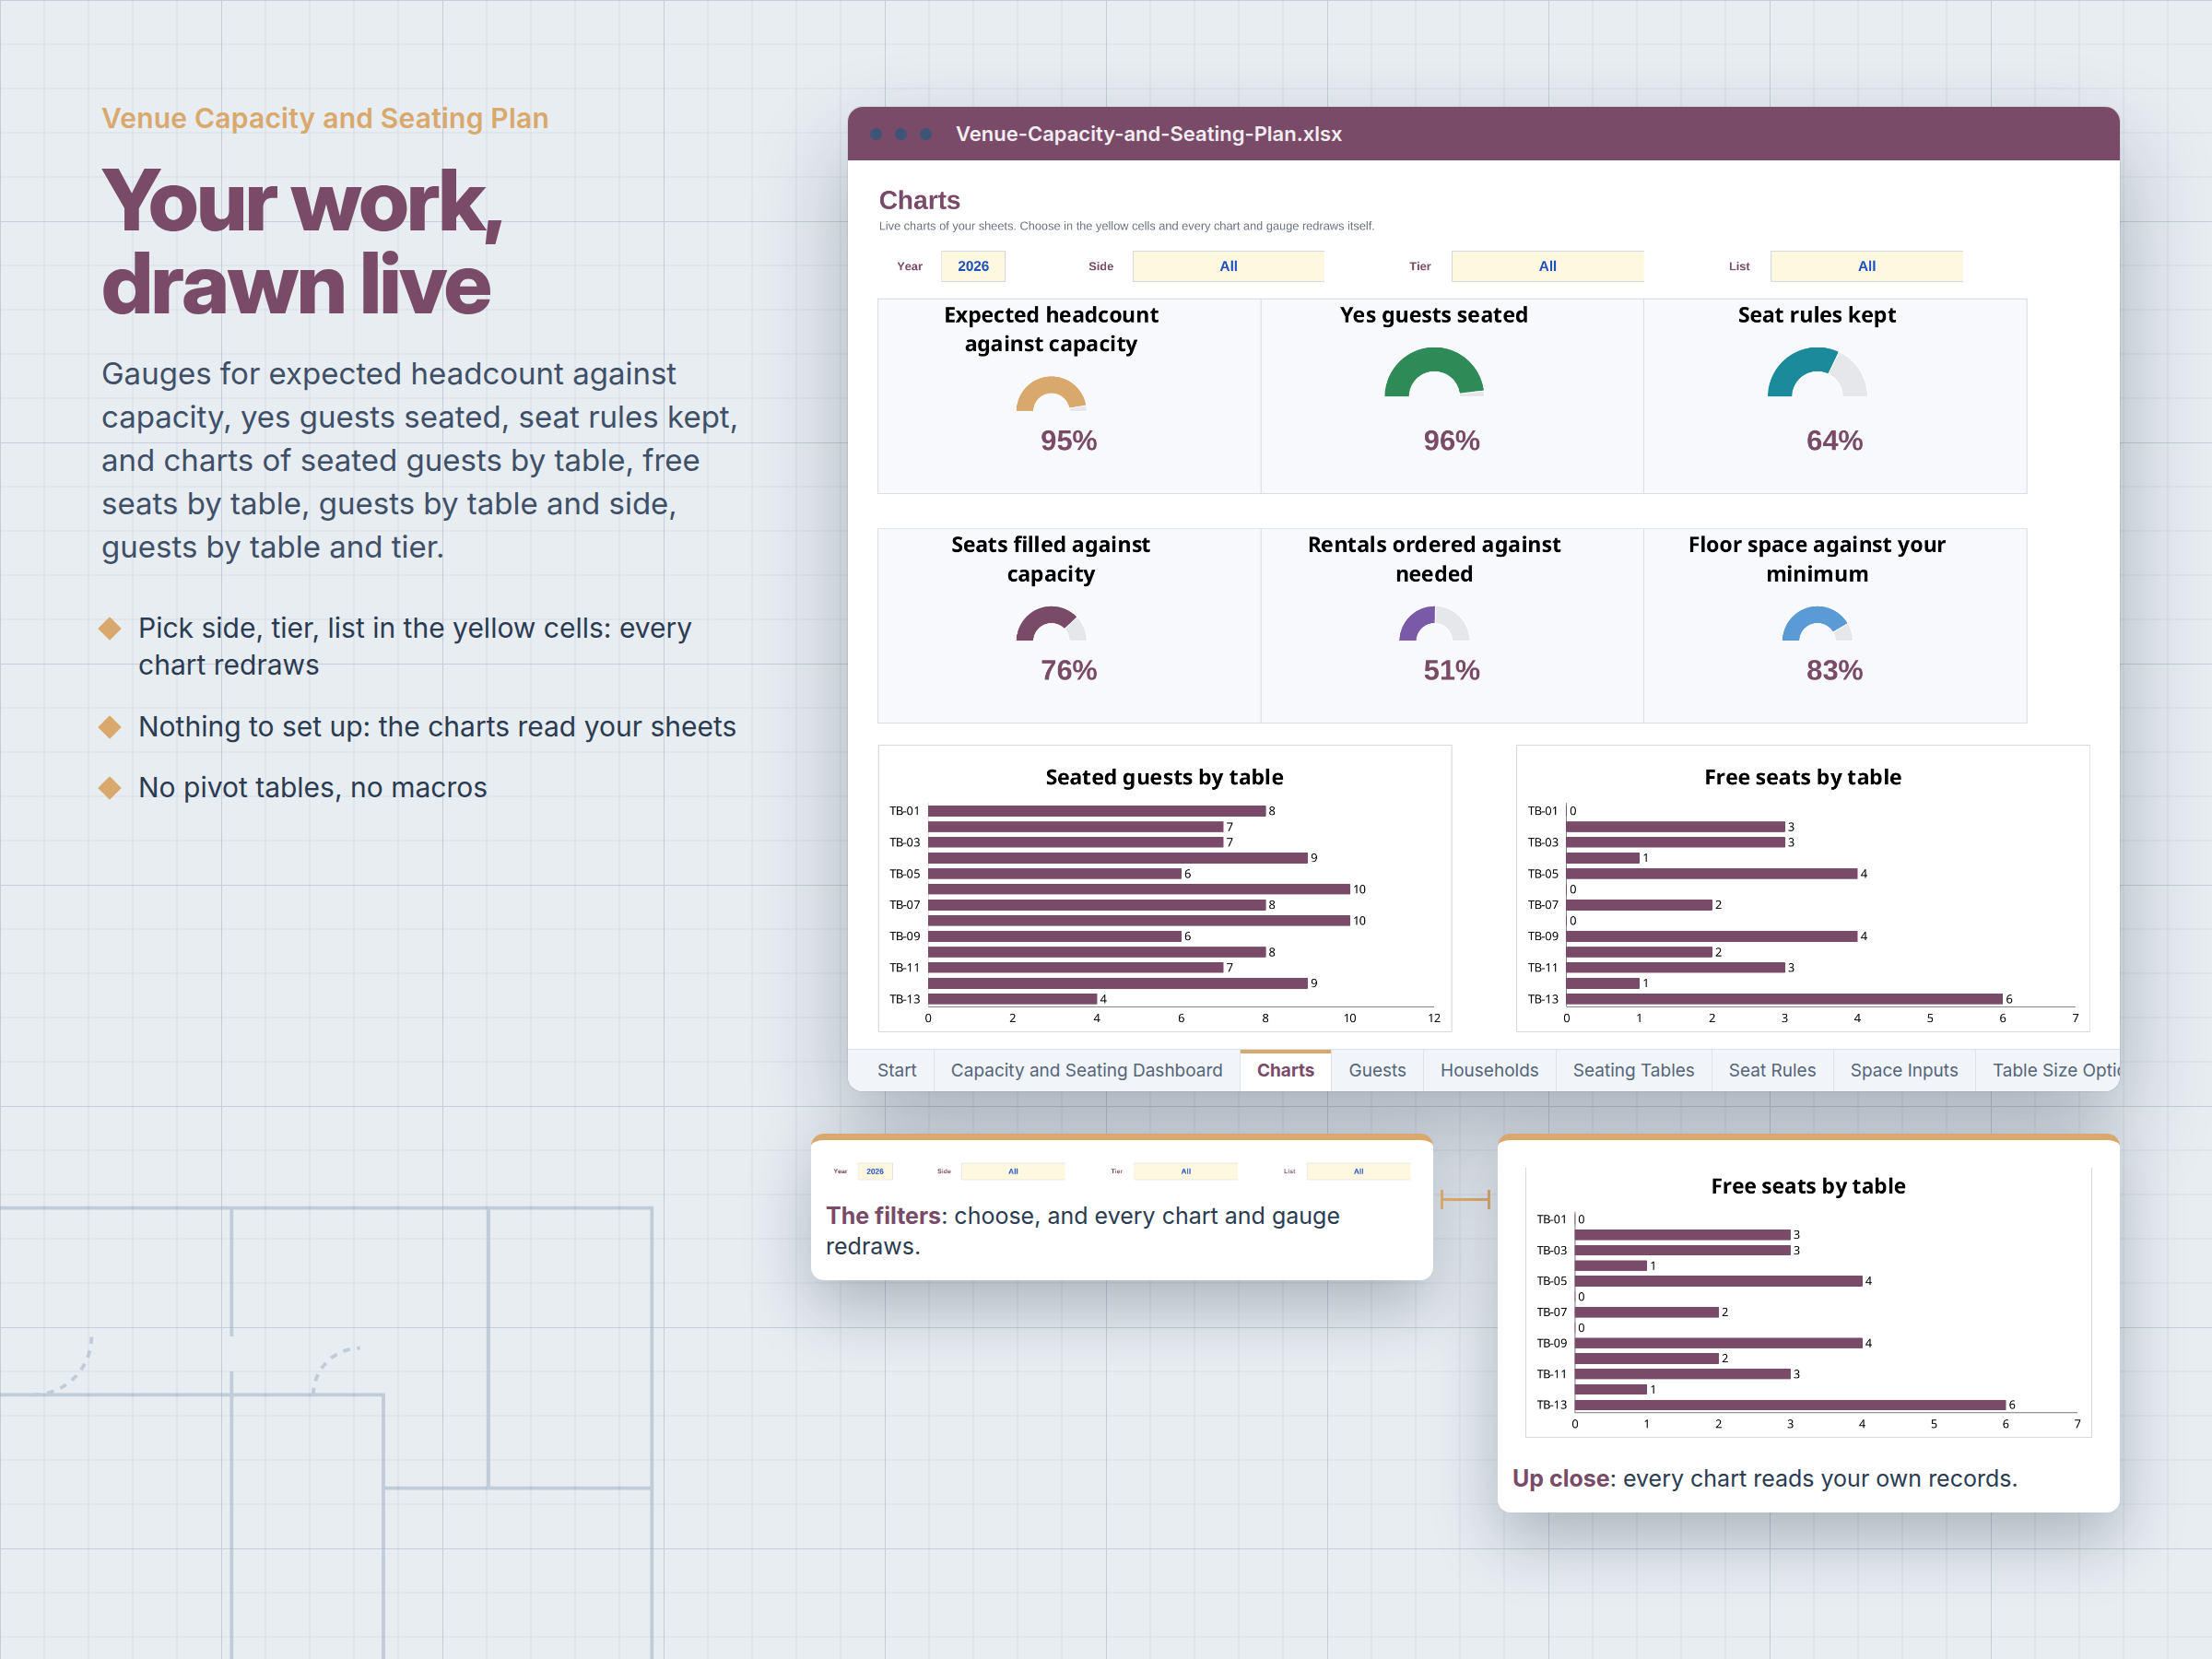 Venue Capacity and Seating Plan
Your work,
drawn live
Gauges for expected headcount against
capacity, yes guests seated, seat rules kept,
and charts of seated guests by table, free
seats by table, guests by table and side,
guests by table and tier.
Pick side, tier, list in the yellow cells: every
chart redraws
Nothing to set up: the charts read your sheets
No pivot tables, no macros
Venue-Capacity-and-Seating-Plan.xlsx
Charts
Live charts of your sheets. Choose in the yellow cells and every chart and gauge redraws itself.
Year 2026 Side All Tier All List All
Expected headcount
against capacity
95%
Yes guests seated
96%
Seat rules kept
64%
Seats filled against
capacity
76%
Rentals ordered against
needed
51%
Floor space against your
minimum
83%
Seated guests by table
TB-01 8
7
TB-03 7
9
TB-05 6
10
TB-07 8
10
TB-09 6
8
TB-11 7
9
TB-13 4
0 2 4 6 8 10 12
Free seats by table
TB-01 0
3
TB-03 3
1
TB-05 4
0
TB-07 2
0
TB-09 4
2
TB-11 3
1
TB-13 6
0 1 2 3 4 5 6 7
Start Capacity and Seating Dashboard Charts Guests Households Seating Tables Seat Rules Space Inputs Table Size Optic
Year 2026 Side All Tier All List All
The filters: choose, and every chart and gauge
redraws.
Free seats by table
TB-01 0
3
TB-03 3
1
TB-05 4
0
TB-07 2
0
TB-09 4
2
TB-11 3
1
TB-13 6
0 1 2 3 4 5 6 7
Up close: every chart reads your own records.